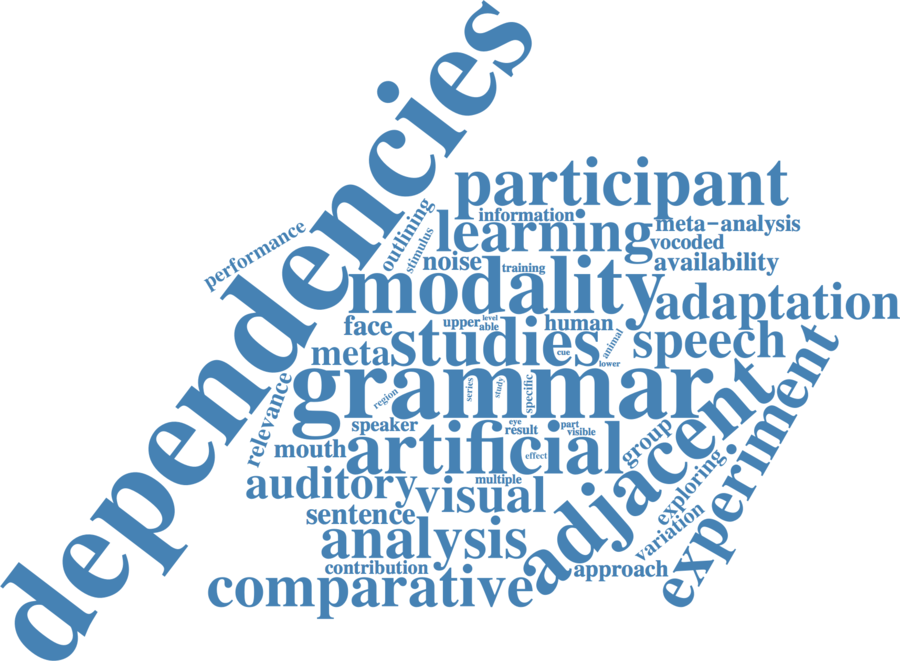 dependencies
participant
information
learning
meta-analysis
outlining
stimulus
vocoded
performance
noise
training
availability
modality
adaptation
face
upper
level
able
human
animal
speech
meta
studies
cue
lower
experiment
grammar
region
series
study
specific
relevance
speaker
eye
result
part
visible
mouth
artificial
effect
group
adjacent
auditory
visual
multiple
exploring
sentence
variation
analysis
contribution
approach
comparative